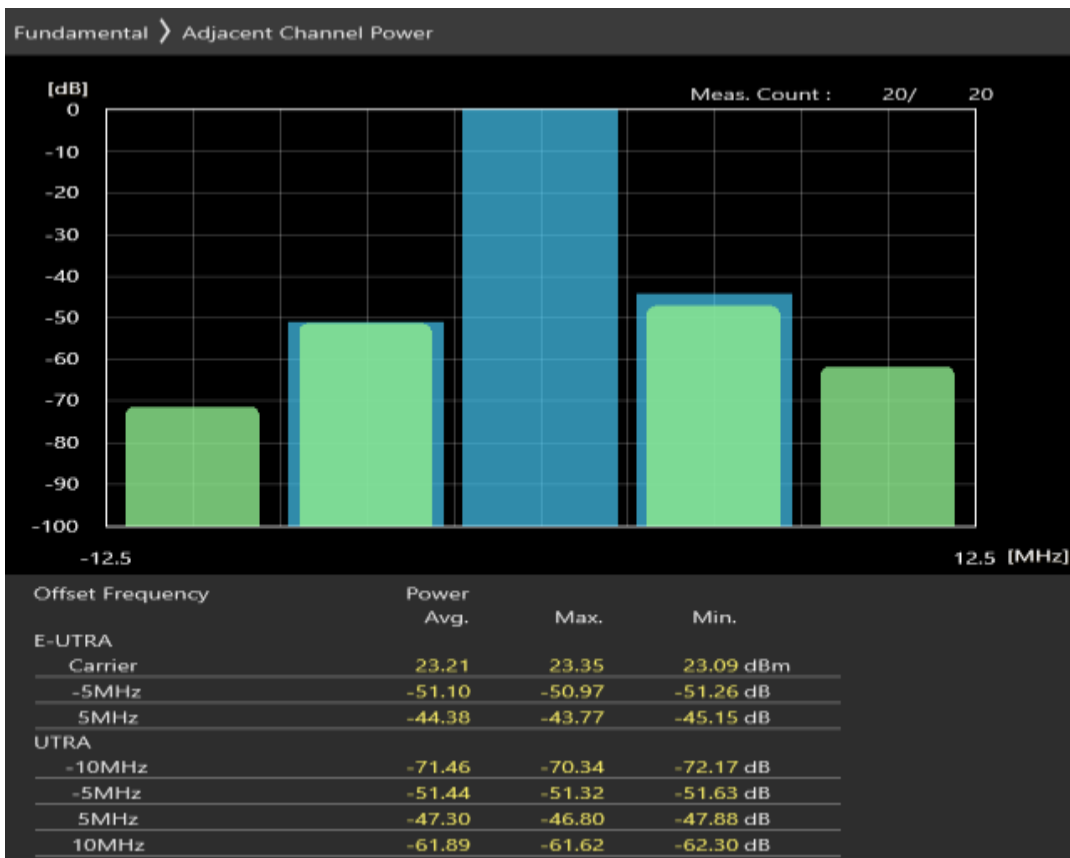 Fundamental 〉 Adjacent Channel Power
[dB]
Meas. Count : 20/ 20
0
-10
-20
-30
-40
-50
-60
-70
-80
-90
-100
-12.5 12.5 [MHz]
Offset Frequency Power
Avg. Max. Min.
E-UTRA
Carrier 23.21 23.35 23.09 dBm
-5MHz -51.10 -50.97 -51.26 dB
5MHz -44.38 -43.77 -45.15 dB
UTRA
-10MHz -71.46 -70.34 -72.17 dB
-5MHz -51.44 -51.32 -51.63 dB
5MHz -47.30 -46.80 -47.88 dB
10MHz -61.89 -61.62 -62.30 dB